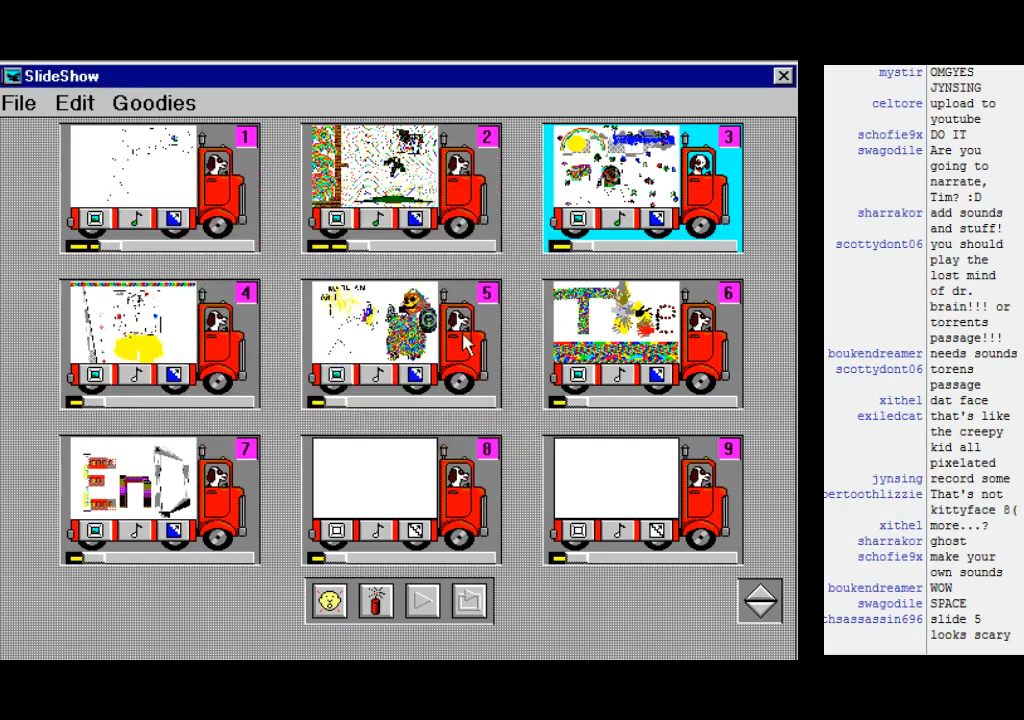 SlideShow
File Edit Goodies
1
2
3
4
5
6
The
7
EnD
8
9
mystir OMGYES
JYNSING
celtore upload to
youtube
schofie9x DO IT
swagodile Are you
going to
narrate,
Tim? :D
sharrakor add sounds
and stuff!
scottydont06 you should
play the
lost mind
of dr.
brain!!! or
torrents
passage!!!
boukendreamer needs sounds
scottydont06 torens
passage
xithel dat face
exiledcat that's like
the creepy
kid all
pixelated
jynsing record some
bertoothlizzie That's not
kittyface 8(
xithel more...?
sharrakor ghost
schofie9x make your
own sounds
boukendreamer WOW
swagodile SPACE
thsassassin696 slide 5
looks scary